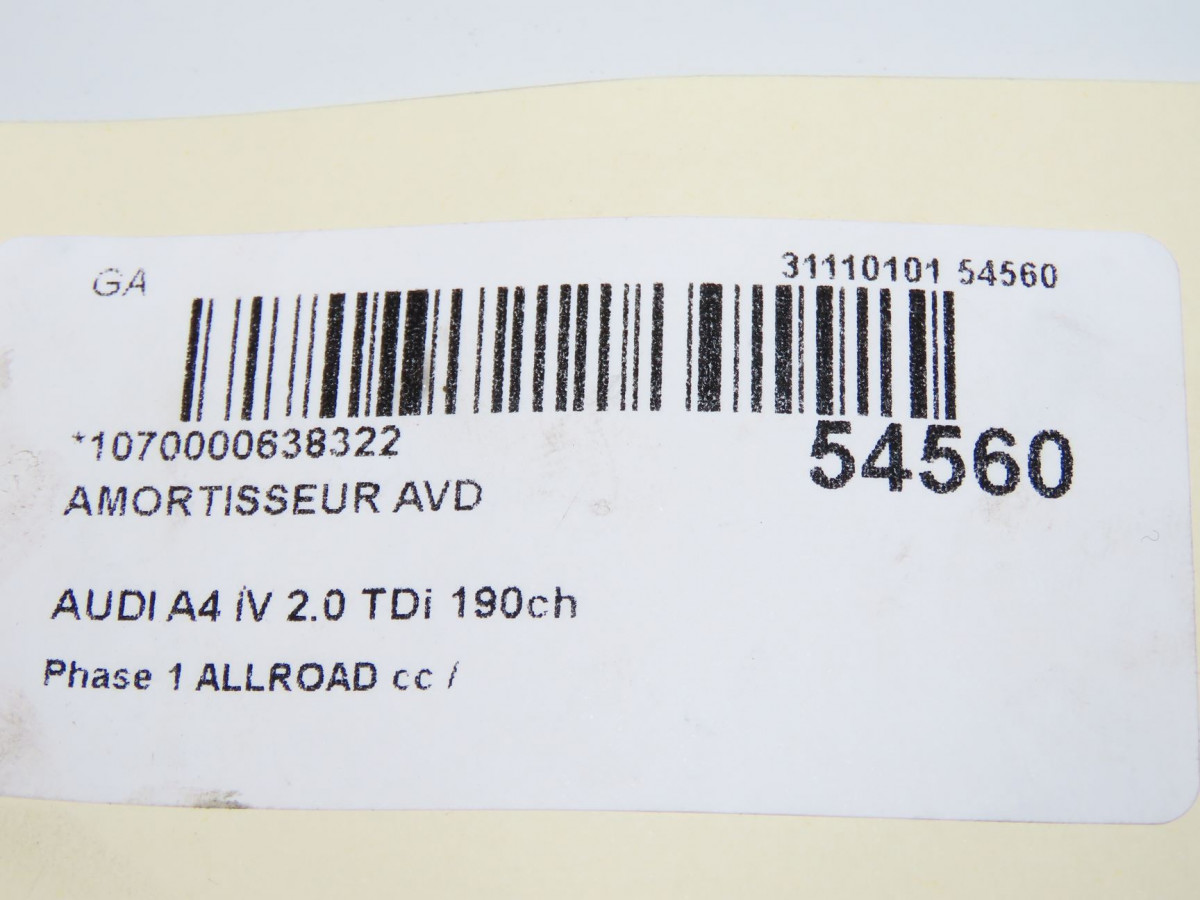 GA
31110101 54560
*1070000638322
54560
AMORTISSEUR AVD
AUDI A4 iV 2.0 TDi 190ch
Phase 1 ALLROAD cc /